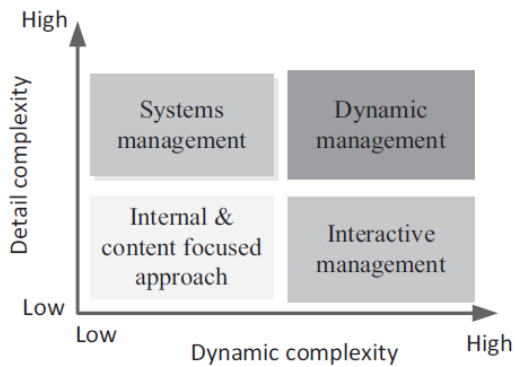 High
Detail complexity
Systems
management
Dynamic
management
Internal &
content focused
approach
Interactive
management
Low
Low
Dynamic complexity
High